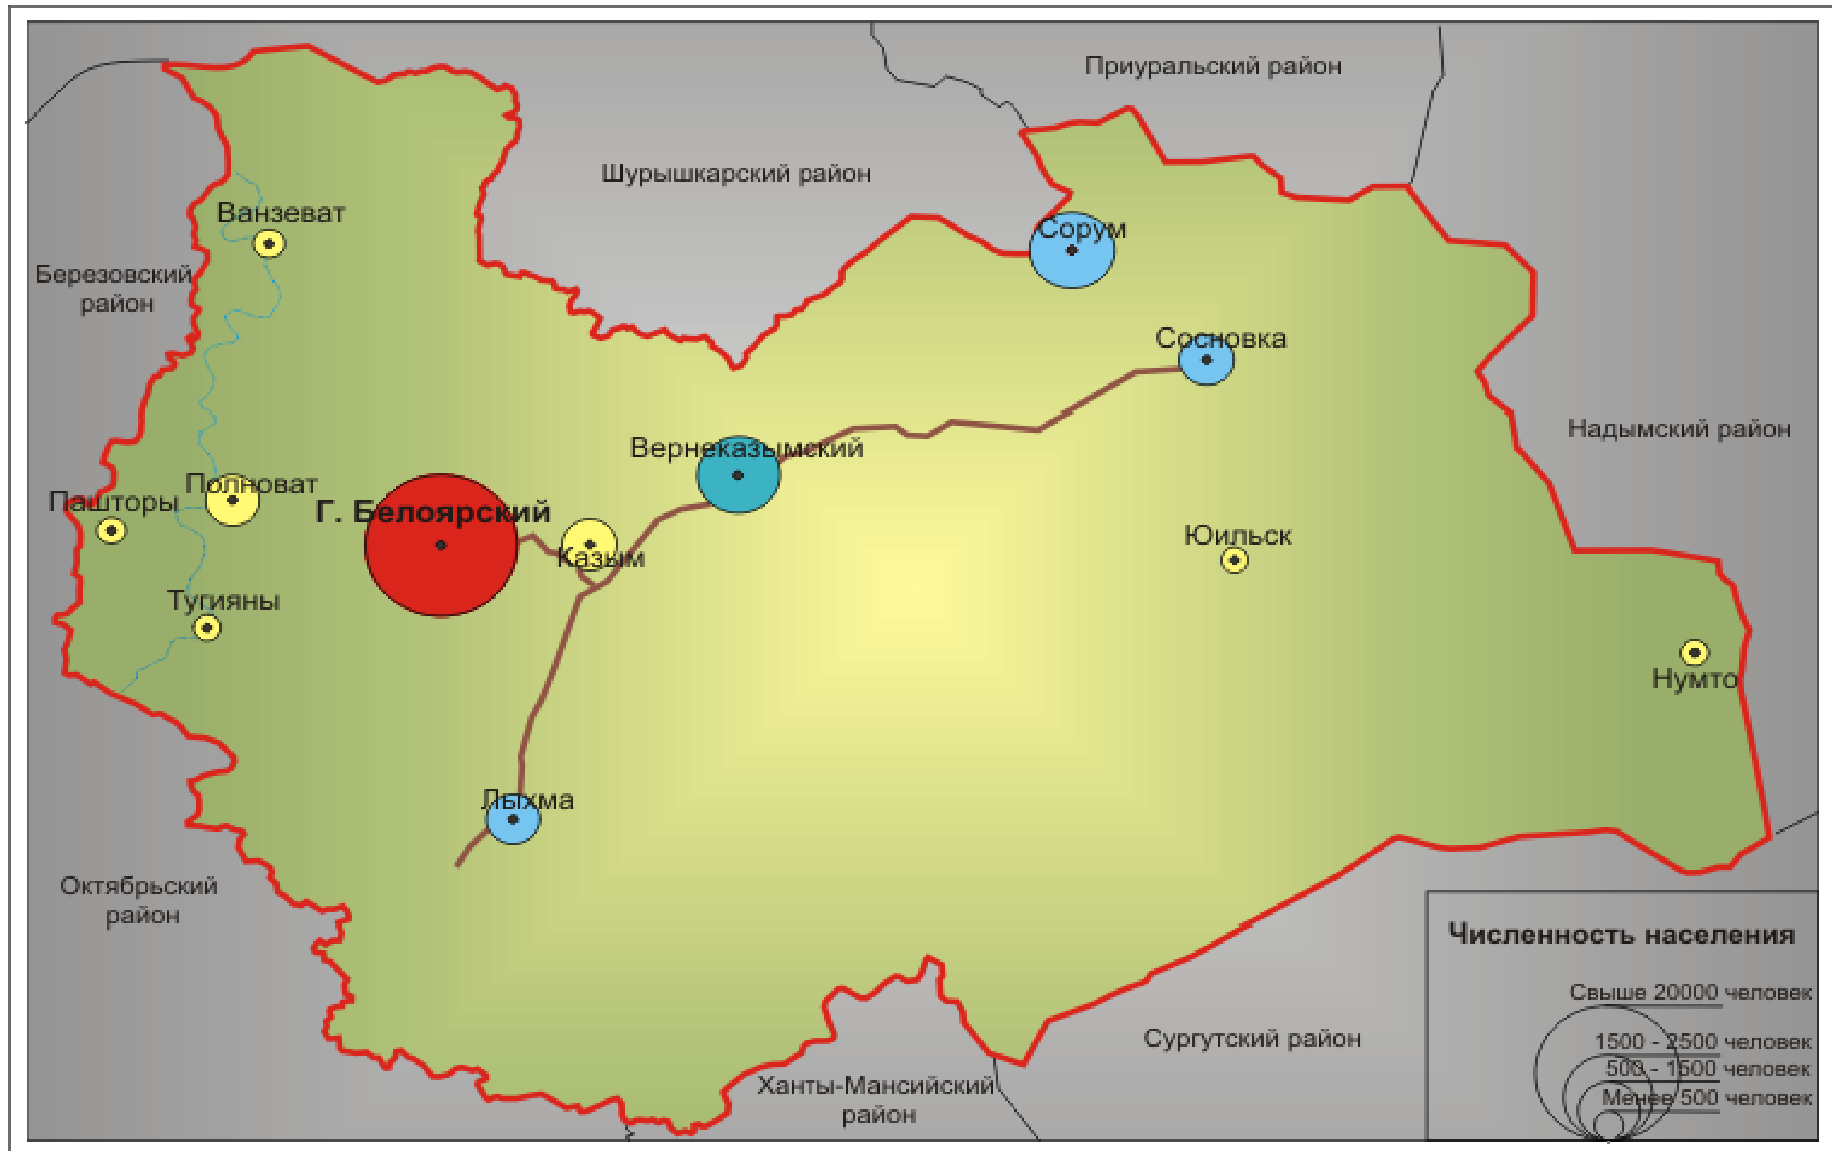 Приуральский район
Шурышкарский район
Ванзеват
Сорум
Березовский
район
Сосновка
Надымский район
Вернеказымский
Полноват
Пашторы
Г. Белоярский
Юильск
Казым
Тугияны
Нумто
Лыхма
Октябрьский
район
Численность населения
Свыше 20000 человек
1500 - 2500 человек
500 - 1500 человек
Менее 500 человек
Сургутский район
Ханты-Мансийский
район